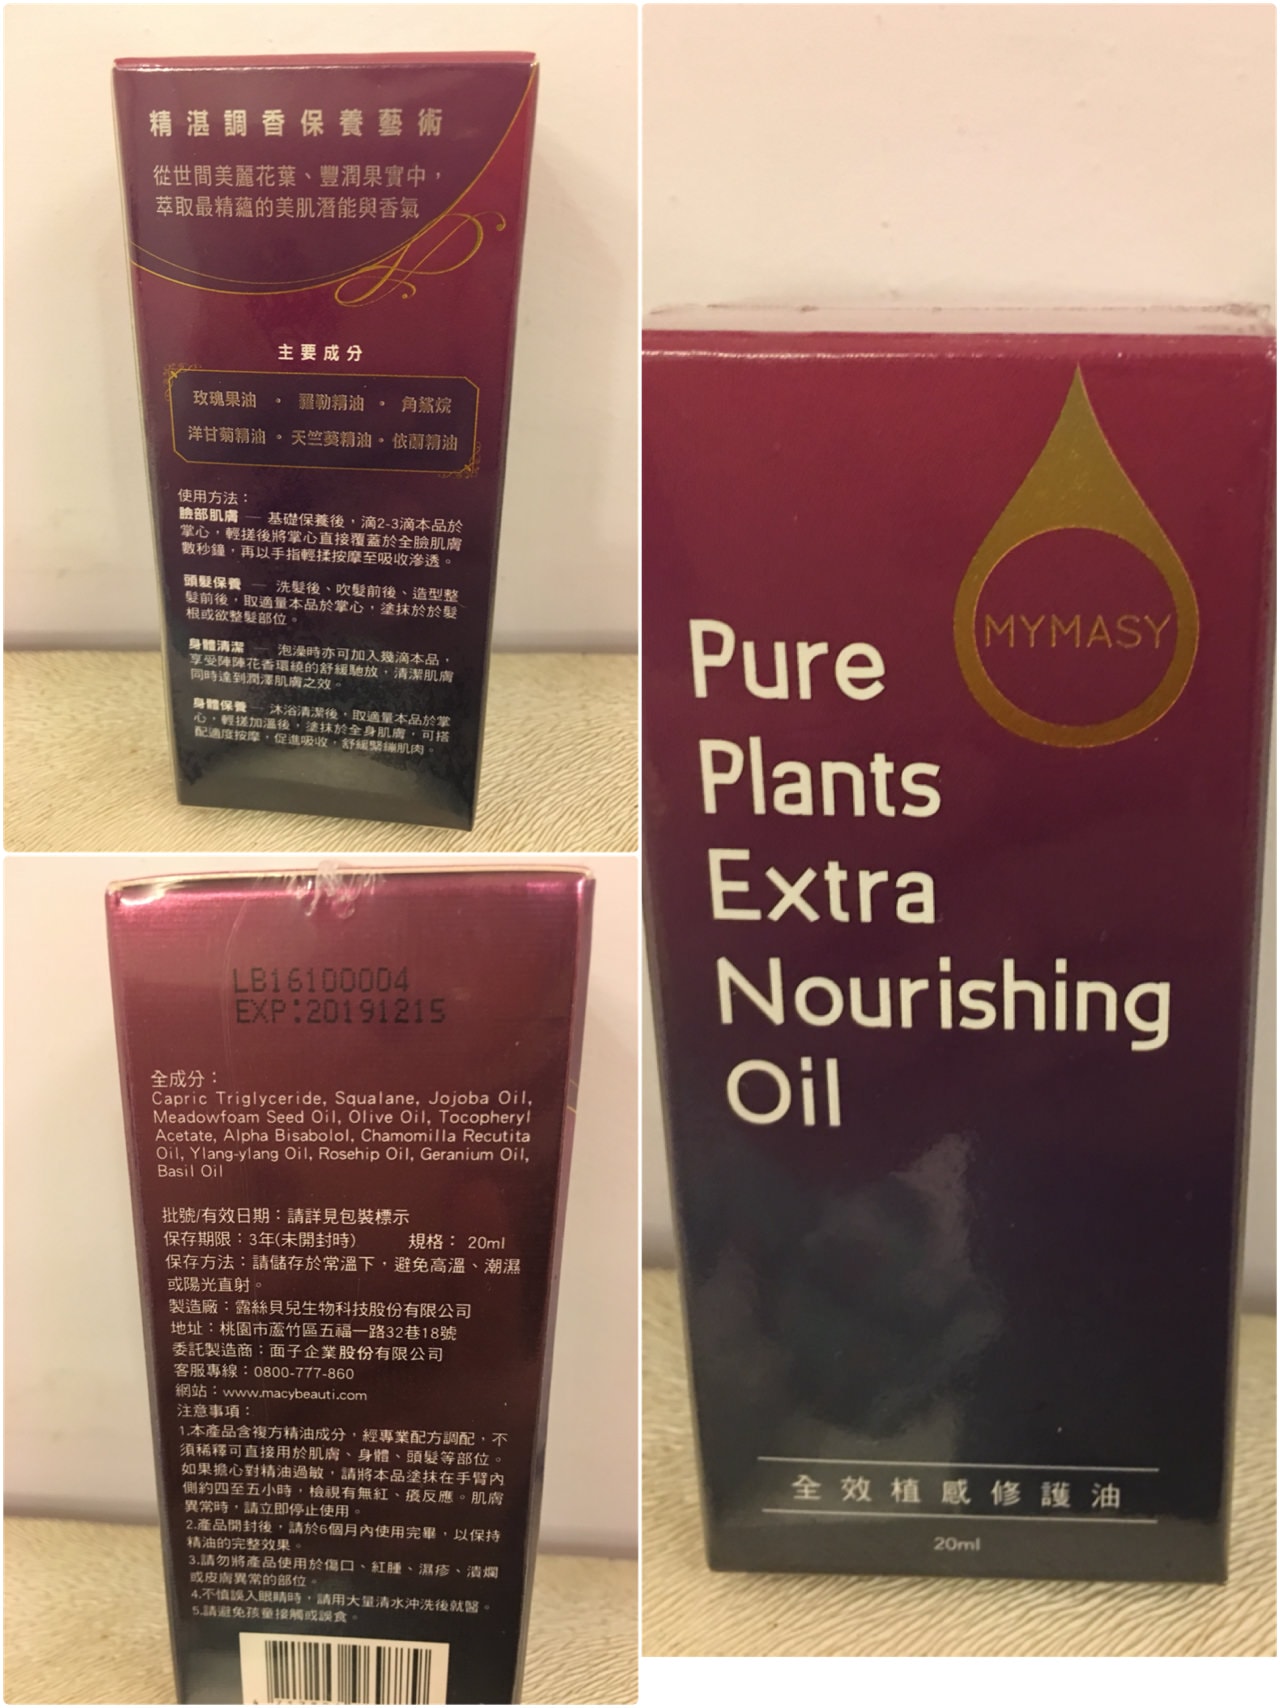 精湛調香保養藝術
從世間美麗花葉、豐潤果實中，
萃取最精蘊的美肌潛能與香氣
主要成分
玫瑰果油 • 羅勒精油 • 角鯊烷
洋甘菊精油 • 天竺葵精油 • 依蘭精油
使用方法：
臉部肌膚 — 基礎保養後，滴2-3滴本品於
掌心，輕搓後將掌心直接覆蓋於全臉肌膚
數秒鐘，再以手指輕揉按摩至吸收滲透。
頭髮保養 — 洗髮後、吹髮前後、造型整
髮前後，取適量本品於掌心，塗抹於於髮
根或欲整髮部位。
身體清潔 — 泡澡時亦可加入幾滴本品，
享受陣陣花香環繞的舒緩馳放，清潔肌膚
同時達到潤澤肌膚之效。
身體保養 — 沐浴清潔後，取適量本品於掌
心，輕搓加溫後，塗抹於全身肌膚，可搭
配適度按摩，促進吸收，舒緩緊繃肌肉。
LB16100004
EXP:20191215
全成分：
Capric Triglyceride, Squalane, Jojoba Oil,
Meadowfoam Seed Oil, Olive Oil, Tocopheryl
Acetate, Alpha Bisabolol, Chamomilla Recutita
Oil, Ylang-ylang Oil, Rosehip Oil, Geranium Oil,
Basil Oil
批號/有效日期：請詳見包裝標示
保存期限：3年(未開封時) 規格： 20ml
保存方法：請儲存於常溫下，避免高溫、潮濕
或陽光直射。
製造廠：露絲貝兒生物科技股份有限公司
地址：桃園市蘆竹區五福一路32巷18號
委託製造商：面子企業股份有限公司
客服專線：0800-777-860
網站：www.macybeauti.com
注意事項：
1.本產品含複方精油成分，經專業配方調配，不
須稀釋可直接用於肌膚、身體、頭髮等部位。
如果擔心對精油過敏，請將本品塗抹在手臂內
側約四至五小時，檢視有無紅、癢反應。肌膚
異常時，請立即停止使用。
2.產品開封後，請於6個月內使用完畢，以保持
精油的完整效果。
3.請勿將產品使用於傷口、紅腫、濕疹、潰爛
或皮膚異常的部位。
4.不慎誤入眼睛時，請用大量清水沖洗後就醫。
5.請避免孩童接觸或誤食。
MYMASY
Pure
Plants
Extra
Nourishing
Oil
全效植感修護油
20ml